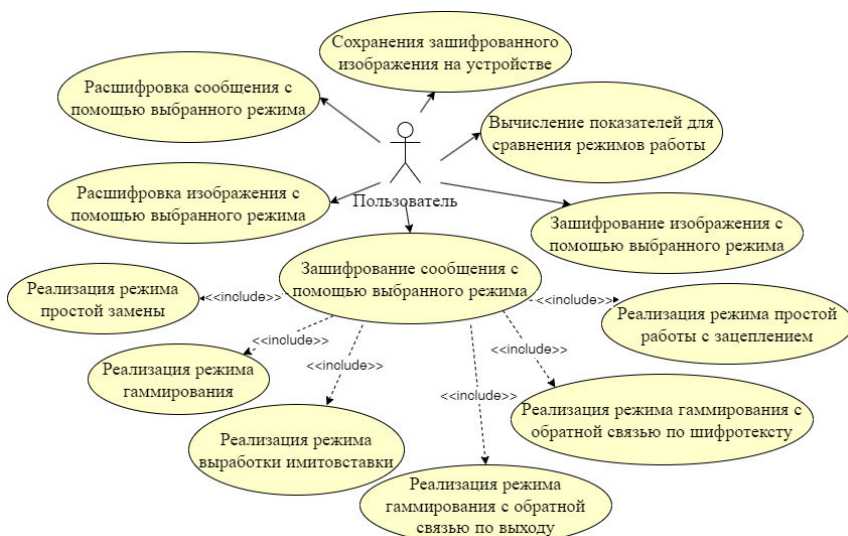 Сохранения зашифрованного
изображения на устройстве
Расшифровка сообщения с
помощью выбранного режима
Вычисление показателей для
сравнения режимов работы
Расшифровка изображения с
помощью выбранного режима
Пользователь
Зашифрование изображения с
помощью выбранного режима
Зашифрование сообщения с
помощью выбранного режима
Реализация режима
простой замены
<<include>>
<<include>>
Реализация режима простой
работы с зацеплением
<<include>>
<<include>>
<<include>>
Реализация режима
гаммирования
<<include>>
Реализация режима гаммирования с
обратной связью по шифротексту
Реализация режима
выработки имитовставки
Реализация режима
гаммирования с обратной
связью по выходу